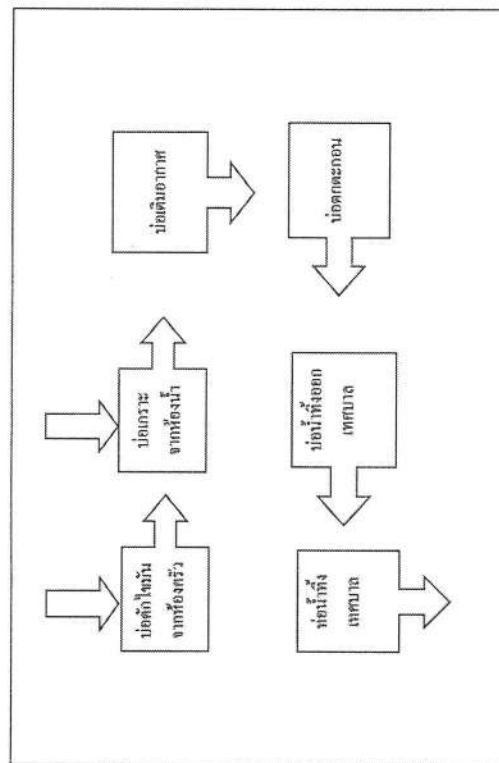 บ่อดักไขมัน
จากห้องครัว
บ่อเกรอะ
จากห้องน้ำ
บ่อเติมอากาศ
บ่อตกตะกอน
บ่อน้ำทิ้งออก
เทศบาล
ท่อน้ำทิ้ง
เทศบาล